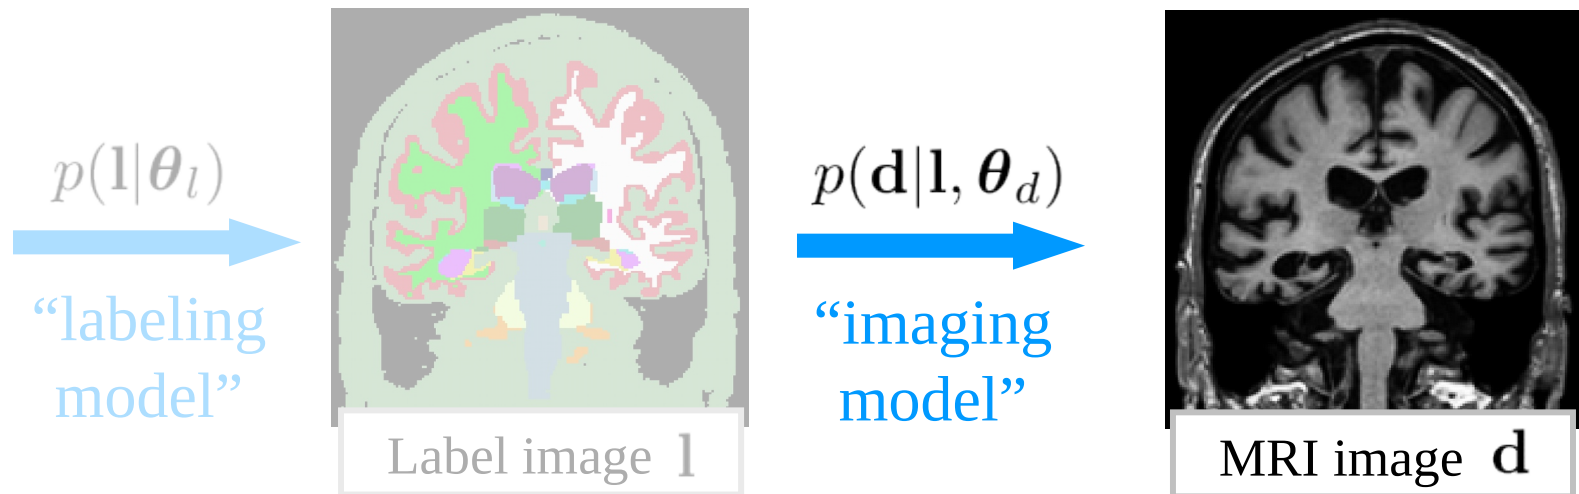 p(l|θ_l)
“labeling
model”
Label image l
p(d|l, θ_d)
“imaging
model”
MRI image d